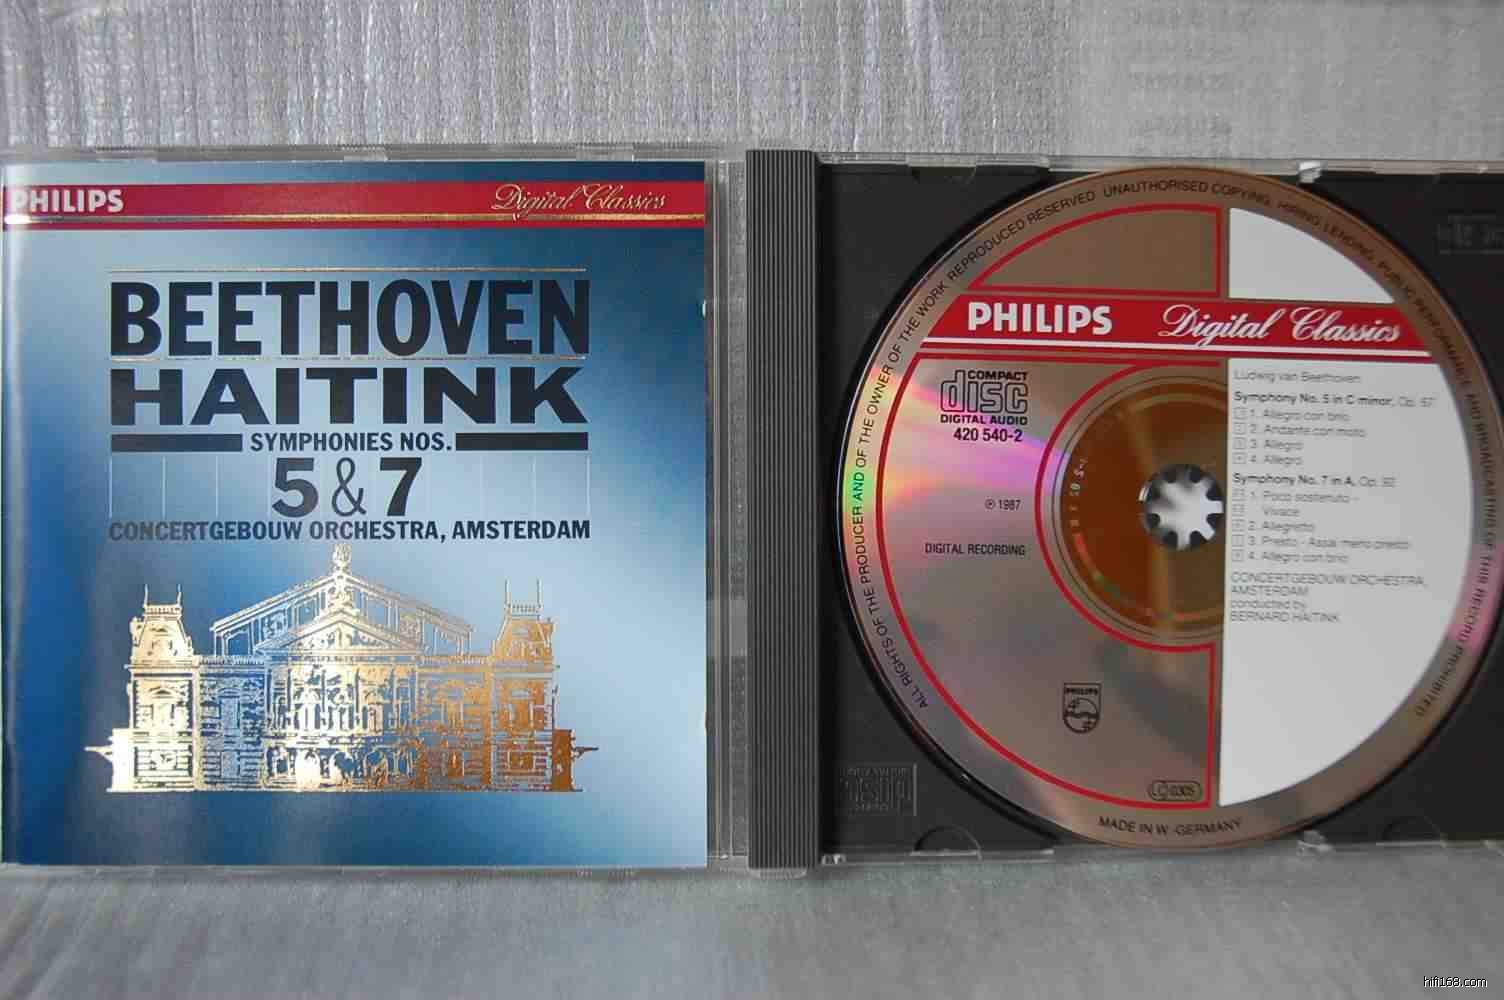 PHILIPS
Digital Classics
BEETHOVEN
HAITINK
SYMPHONIES NOS.
5 & 7
CONCERTGEBOUW ORCHESTRA, AMSTERDAM
ALL RIGHTS OF THE PRODUCER AND OF THE OWNER OF THE WORK REPRODUCED RESERVED UNAUTHORISED COPYING, HIRING, LENDING, PUBLIC PERFORMANCE AND BROADCASTING OF THIS RECORD PROHIBITED
PHILIPS Digital Classics
COMPACT
disc
DIGITAL AUDIO
420 540-2
℗ 1987
DIGITAL RECORDING
Ludwig van Beethoven
Symphony No. 5 in C minor, Op. 67
1. Allegro con brio
2. Andante con moto
3. Allegro
4. Allegro
Symphony No. 7 in A, Op. 92
1. Poco sostenuto -
Vivace
2. Allegretto
3. Presto - Assai meno presto
4. Allegro con brio
CONCERTGEBOUW ORCHESTRA,
AMSTERDAM
conducted by
BERNARD HAITINK
PHILIPS
MADE IN W.-GERMANY
hifi168.com